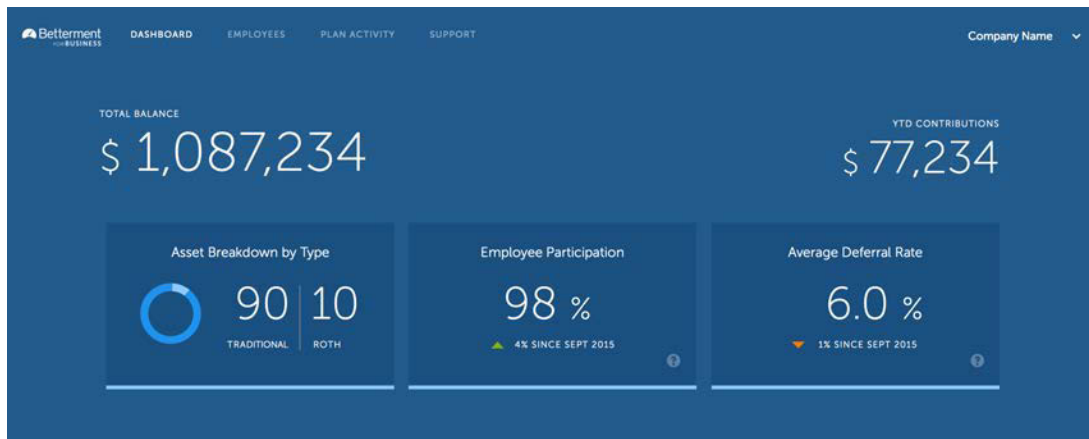 Betterment
FOR BUSINESS
DASHBOARD
EMPLOYEES
PLAN ACTIVITY
SUPPORT
Company Name
TOTAL BALANCE
$ 1,087,234
YTD CONTRIBUTIONS
$ 77,234
Asset Breakdown by Type
90 10
TRADITIONAL ROTH
Employee Participation
98 %
4% SINCE SEPT 2015
?
Average Deferral Rate
6.0 %
1% SINCE SEPT 2015
?